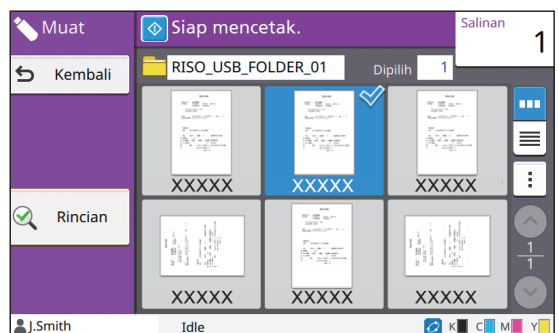 Muat
Siap mencetak.
Salinan
1
Kembali
RISO_USB_FOLDER_01
Dipilih
1
XXXXX
XXXXX
XXXXX
Rincian
XXXXX
XXXXX
XXXXX
1
1
J.Smith
Idle
K C M Y